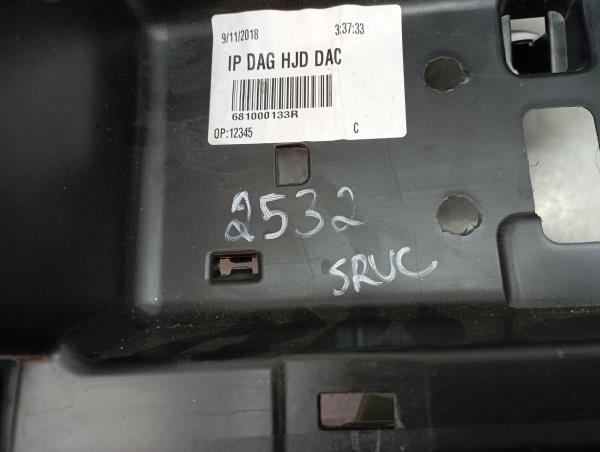 9/11/2018 3:37:33
IP DAG HJD DAC
681000133R
OP:12345 C
2532
SRUC